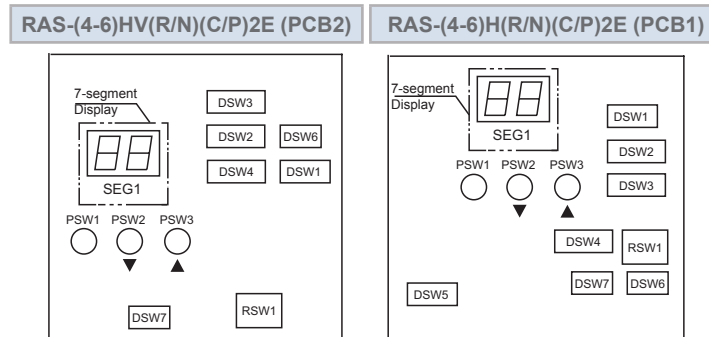 RAS-(4-6)HV(R/N)(C/P)2E (PCB2)
7-segment
Display
SEG1
DSW3
DSW2 DSW6
DSW4 DSW1
PSW1 PSW2 PSW3
▼ ▲
DSW7 RSW1
RAS-(4-6)H(R/N)(C/P)2E (PCB1)
7-segment
Display
SEG1
PSW1 PSW2 PSW3
▼ ▲
DSW1
DSW2
DSW3
DSW4 RSW1
DSW7 DSW6
DSW5